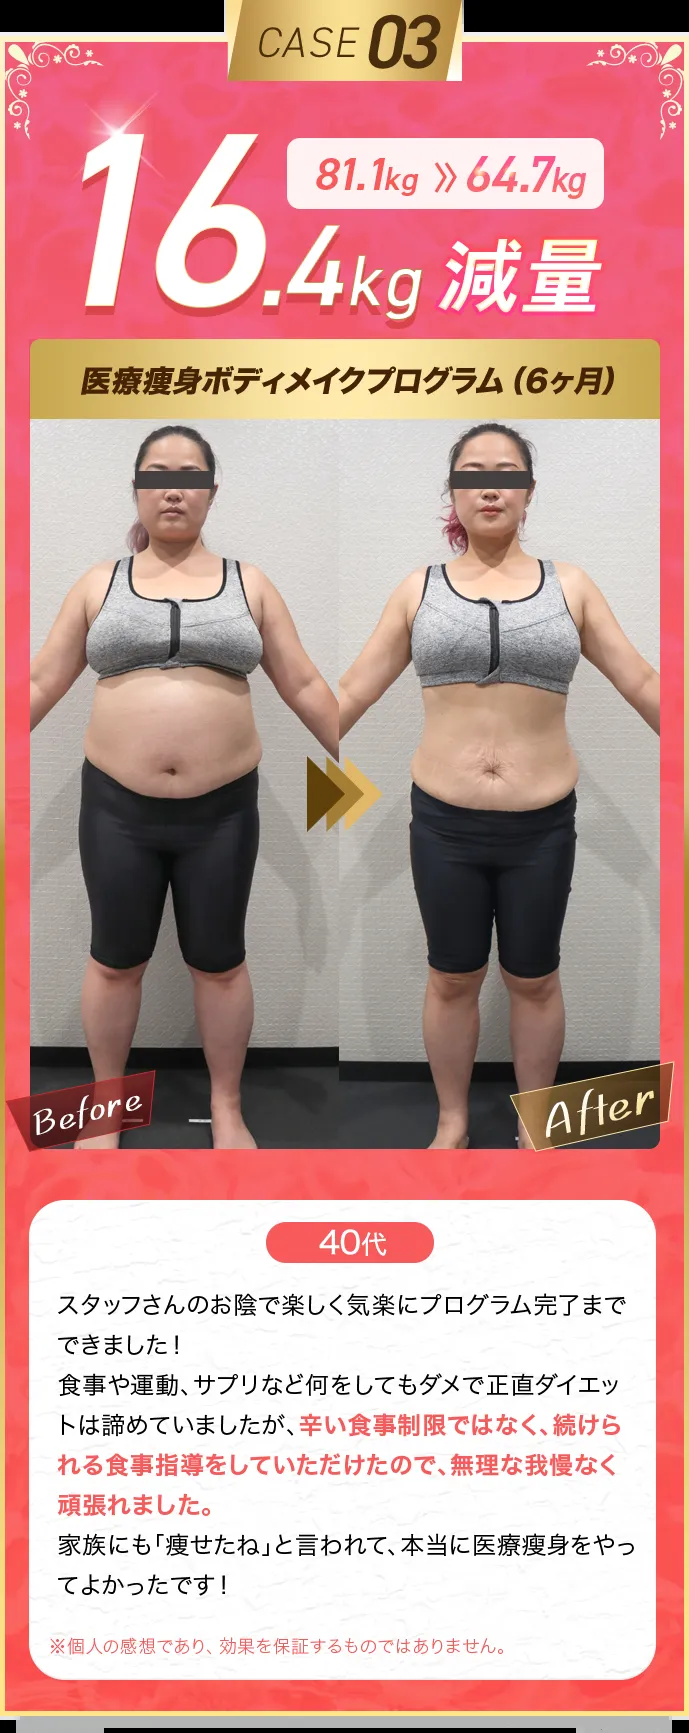 CASE 03
81.1kg 》 64.7kg
16.4kg 減量
医療痩身ボディメイクプログラム（6ヶ月）
Before
After
40代
スタッフさんのお陰で楽しく気楽にプログラム完了まで
できました！
食事や運動、サプリなど何をしてもダメで正直ダイエッ
トは諦めていましたが、辛い食事制限ではなく、続けら
れる食事指導をしていただけたので、無理な我慢なく
頑張れました。
家族にも「痩せたね」と言われて、本当に医療痩身をやっ
てよかったです！
※個人の感想であり、効果を保証するものではありません。